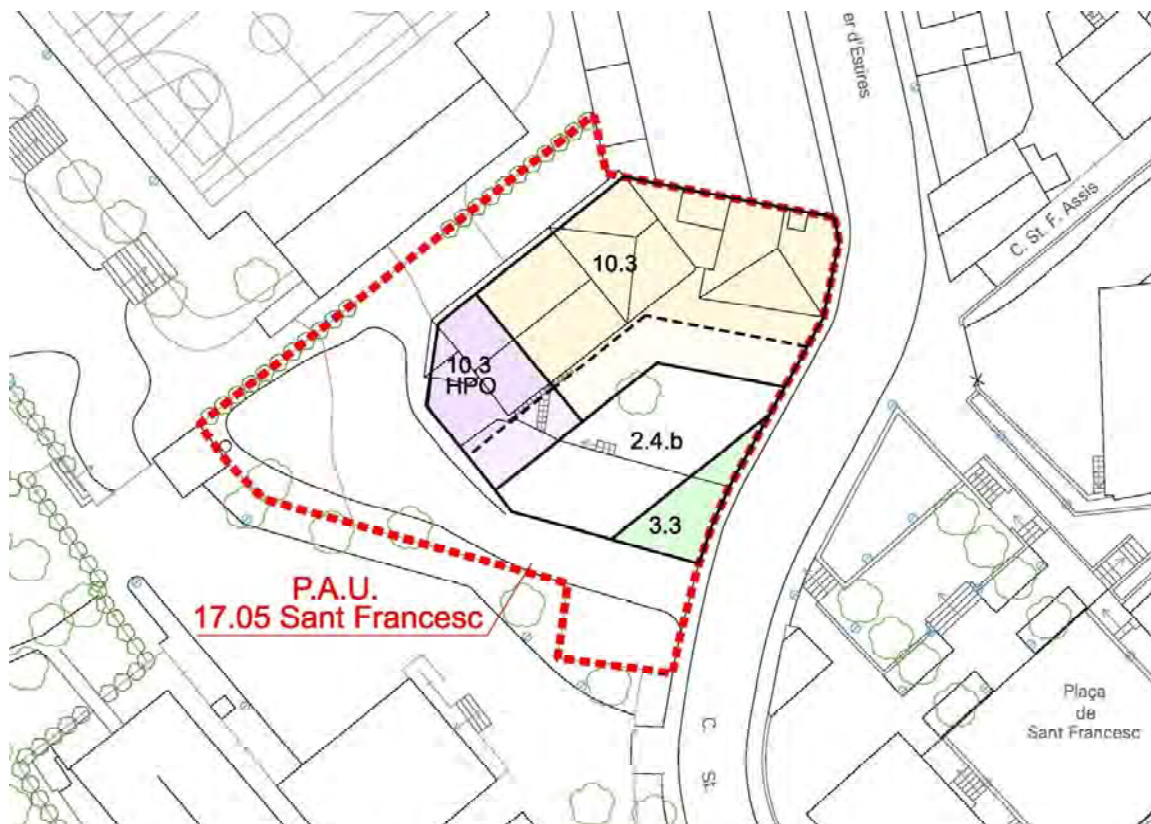 er d'Estires
C. St. F. Assis
10.3
10.3
HPO
2.4.b
3.3
P.A.U.
17.05 Sant Francesc
Plaça
de
Sant Francesc
C.
St.